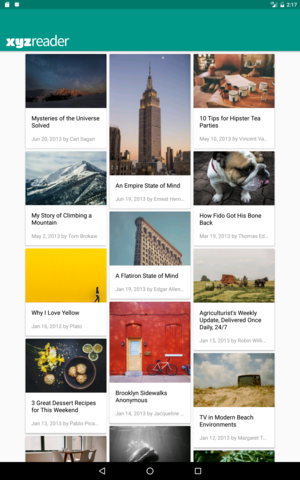 2:17
xyzreader
Mysteries of the Universe
Solved
Jun 20, 2013 by Carl Sagan
An Empire State of Mind
Jun 19, 2013 by Ernest Hem...
10 Tips for Hipster Tea
Parties
May 10, 2013 by Vincent Va...
My Story of Climbing a
Mountain
May 2, 2013 by Tom Brokaw
How Fido Got His Bone
Back
Mar 19, 2013 by Thomas Ed...
A Flatiron State of Mind
Jan 19, 2013 by Edgar Allen...
Why I Love Yellow
Jan 16, 2013 by Plato
Agriculturist's Weekly
Update, Delivered Once
Daily, 24/7
Jan 15, 2013 by Robin Willi...
Brooklyn Sidewalks
Anonymous
Jan 14, 2013 by Jacqueline ...
3 Great Dessert Recipes
for This Weekend
Jan 13, 2013 by Pablo Pica...
TV in Modern Beach
Environments
Jan 12, 2013 by Margaret T...